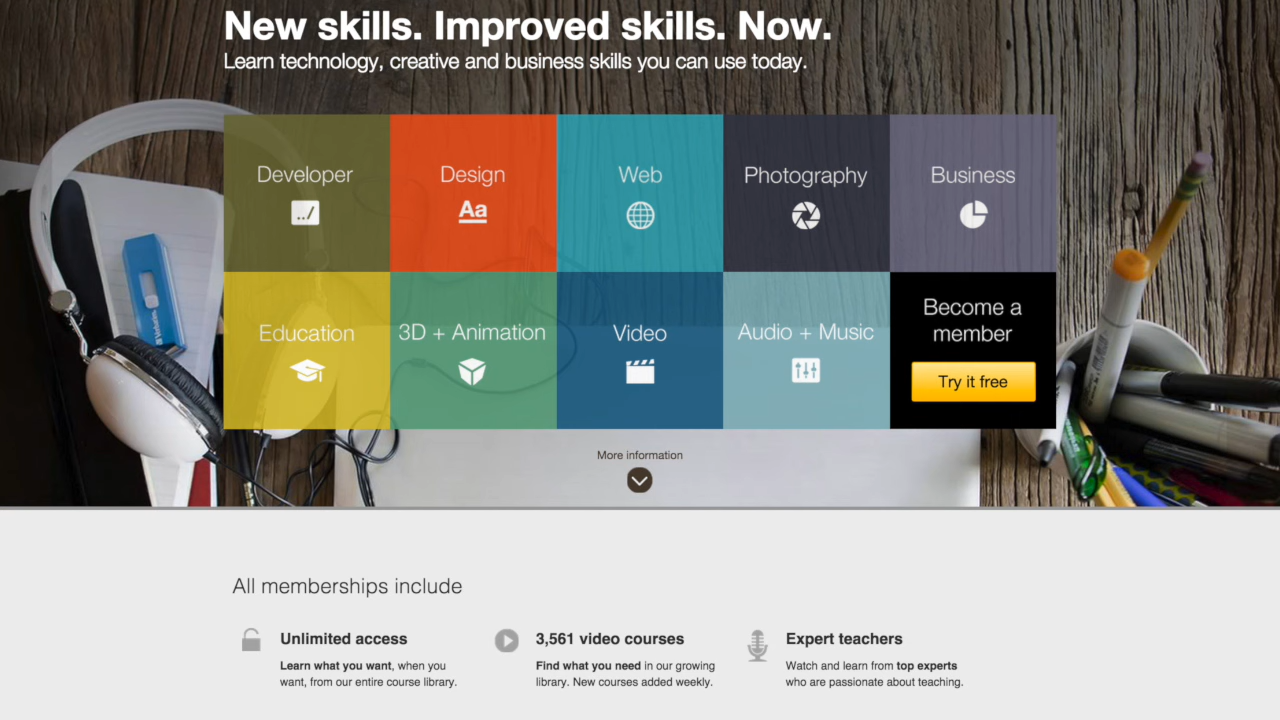 New skills. Improved skills. Now.
Learn technology, creative and business skills you can use today.
Developer
../
Design
Aa
Web
Photography
Business
Education
3D + Animation
Video
Audio + Music
Become a
member
Try it free
More information
All memberships include
Unlimited access
Learn what you want, when you
want, from our entire course library.
3,561 video courses
Find what you need in our growing
library. New courses added weekly.
Expert teachers
Watch and learn from top experts
who are passionate about teaching.
Verbatim